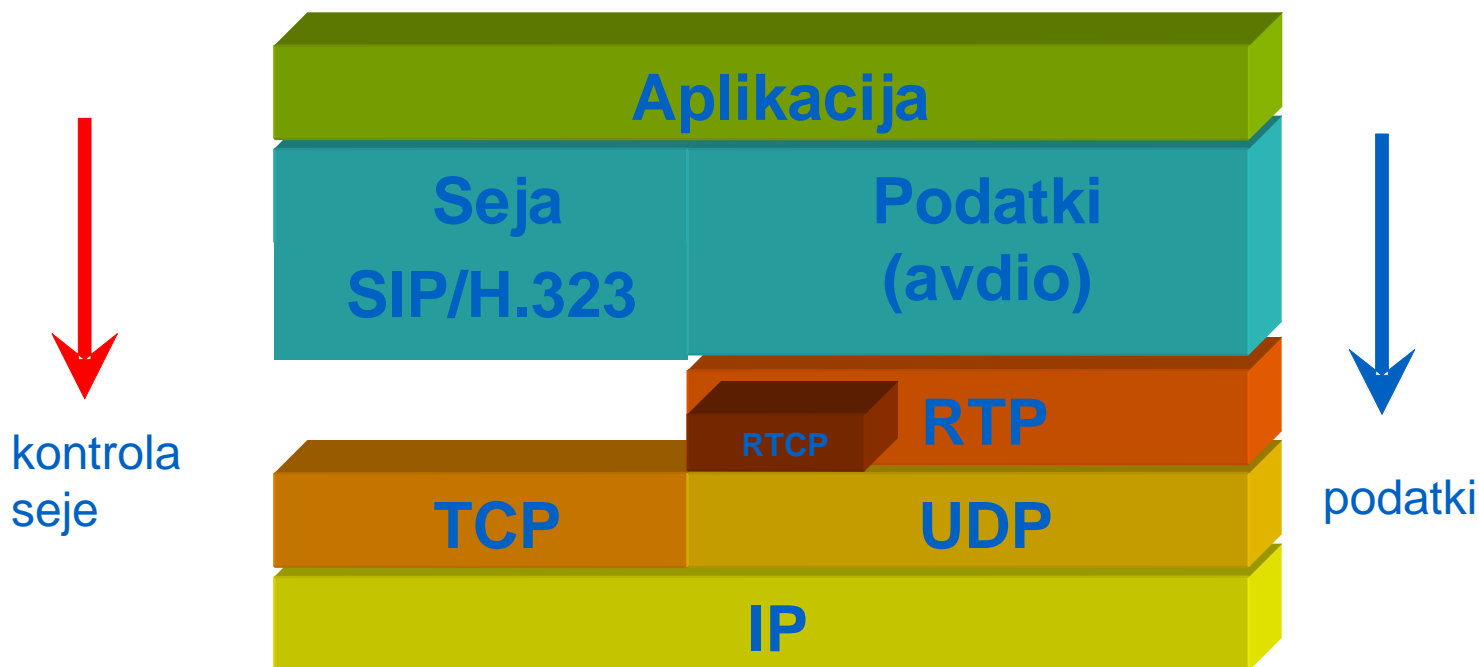 Aplikacija
Seja
SIP/H.323
Podatki
(avdio)
RTP
RTCP
kontrola
seje
TCP
UDP
podatki
IP